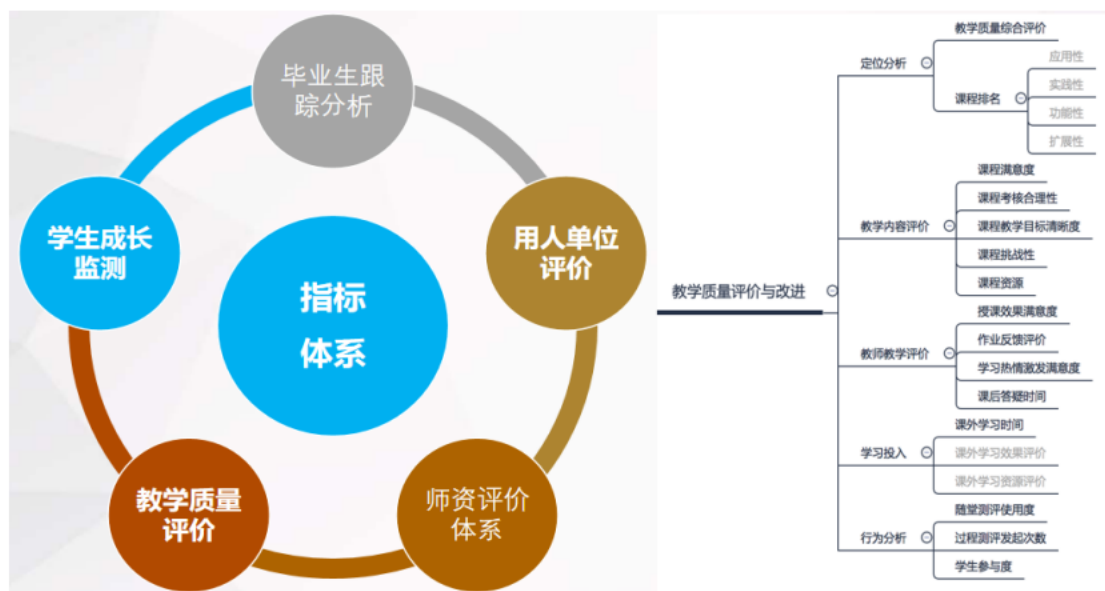 毕业生跟
踪分析
学生成长
监测
用人单位
评价
指标
体系
教学质量
评价
师资评价
体系
教学质量评价与改进
定位分析
教学质量综合评价
课程排名
应用性
实践性
功能性
扩展性
教学内容评价
课程满意度
课程考核合理性
课程教学目标清晰度
课程挑战性
课程资源
教师教学评价
授课效果满意度
作业反馈评价
学习热情激发满意度
课后答疑时间
学习投入
课外学习时间
课外学习效果评价
课外学习资源评价
行为分析
随堂测评使用度
过程测评发起次数
学生参与度